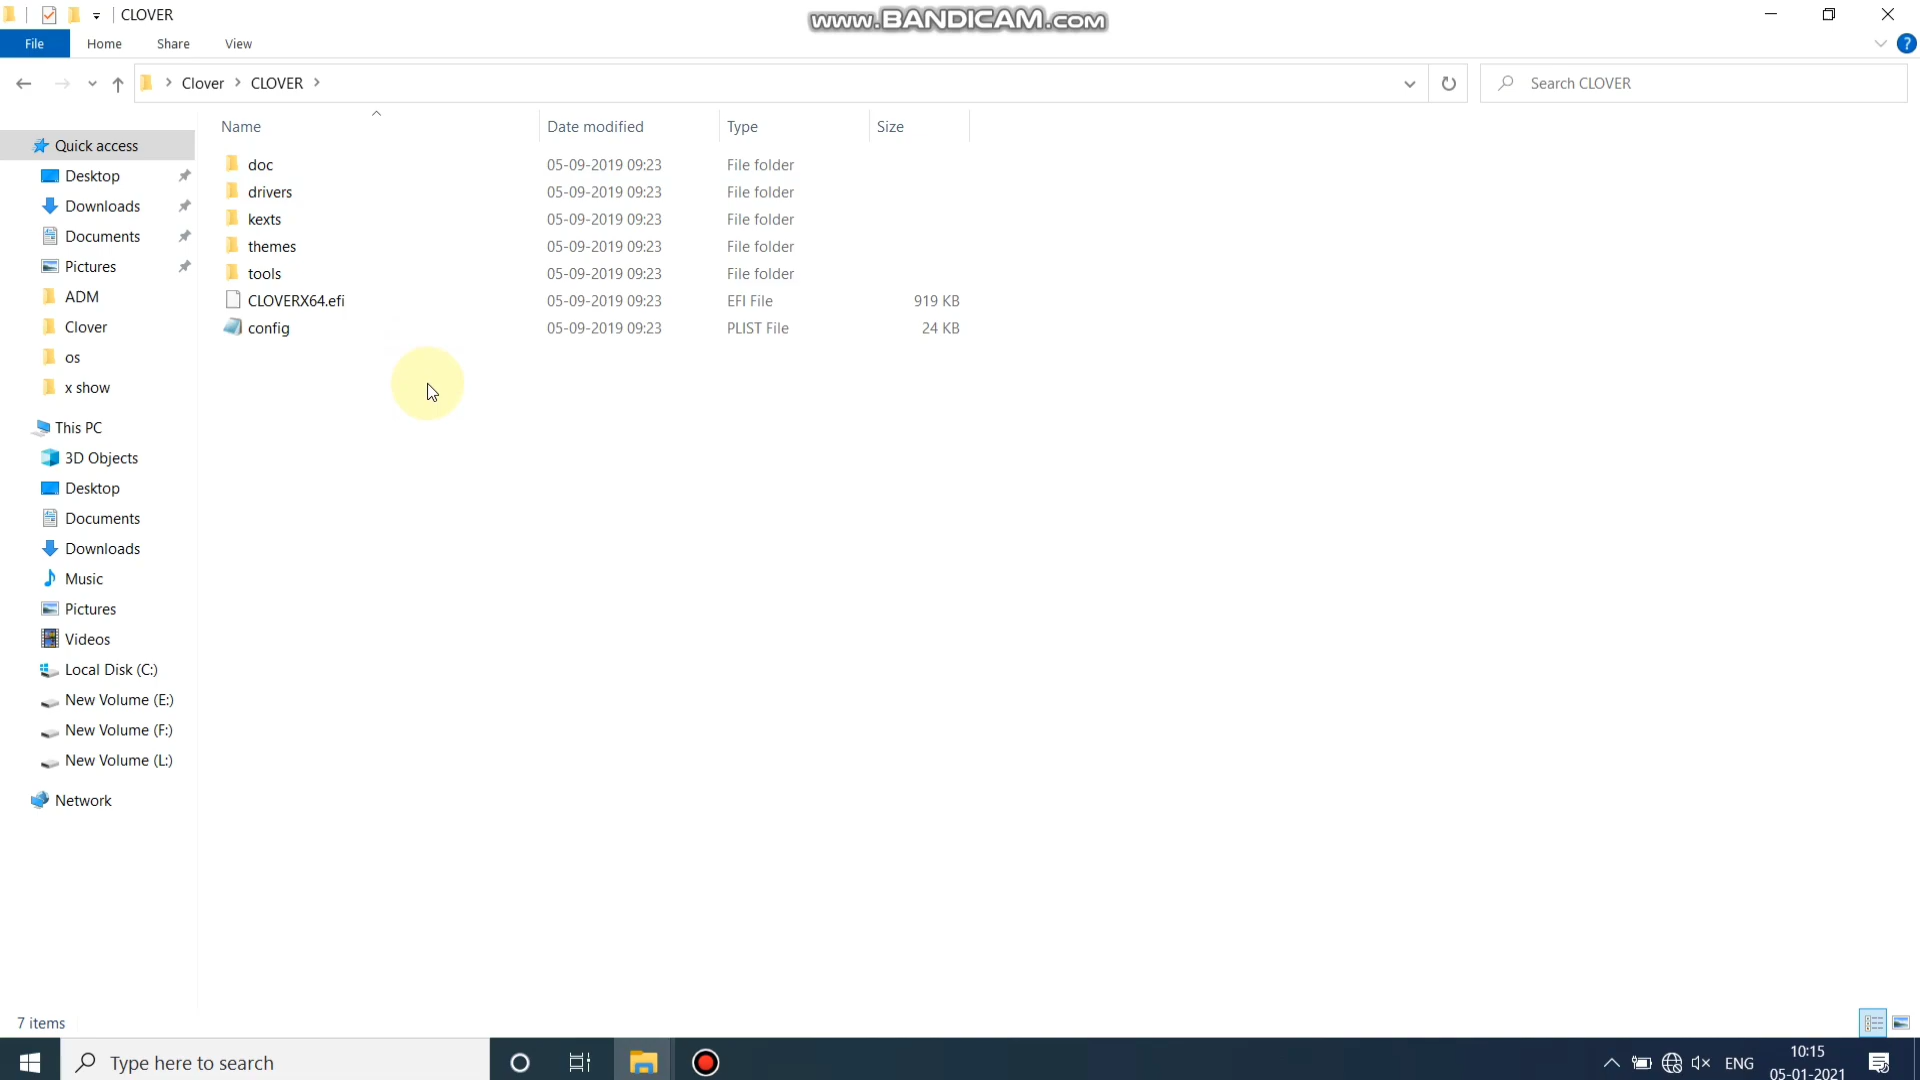 CLOVER
www.BANDICAM.com
File
Home
Share
View
?
Clover
CLOVER
Search CLOVER
Name
Date modified
Type
Size
doc
05-09-2019 09:23
File folder
drivers
05-09-2019 09:23
File folder
kexts
05-09-2019 09:23
File folder
themes
05-09-2019 09:23
File folder
tools
05-09-2019 09:23
File folder
CLOVERX64.efi
05-09-2019 09:23
EFI File
919 KB
config
05-09-2019 09:23
PLIST File
24 KB
Quick access
Desktop
Downloads
Documents
Pictures
ADM
Clover
os
x show
This PC
3D Objects
Desktop
Documents
Downloads
Music
Pictures
Videos
Local Disk (C:)
New Volume (E:)
New Volume (F:)
New Volume (L:)
Network
7 items
Type here to search
ENG
10:15
05-01-2021